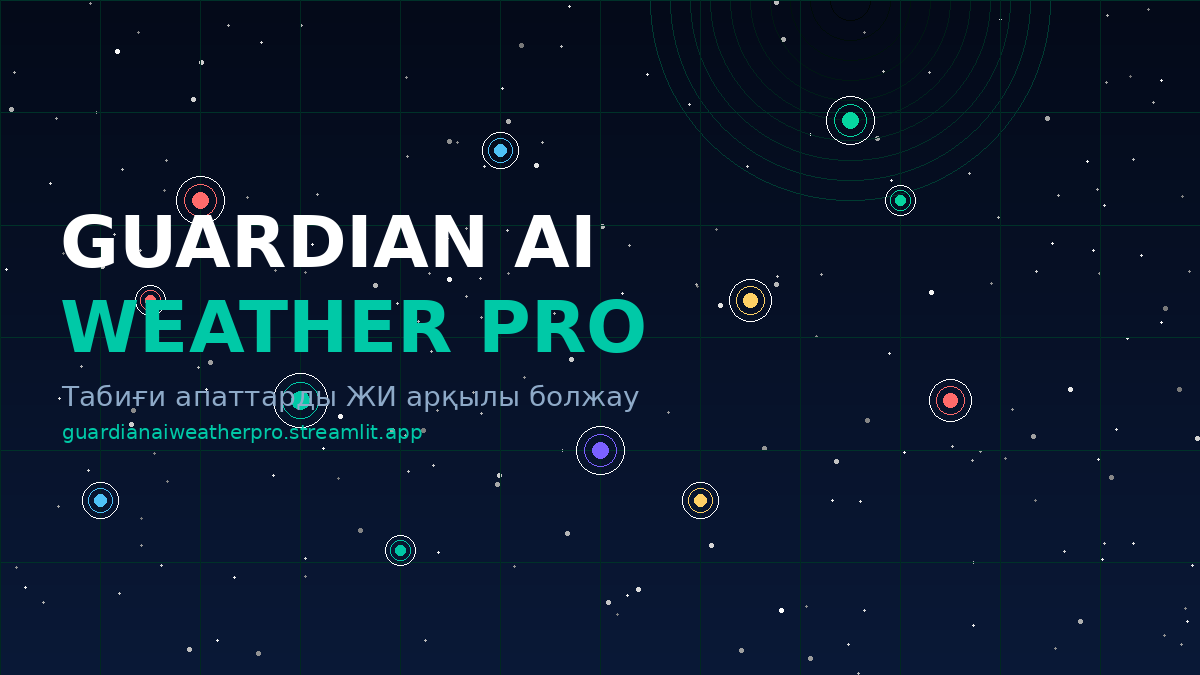 GUARDIAN AI
WEATHER PRO
Табиғи апаттарды ЖИ арқылы болжау
guardianaiweatherpro.streamlit.app